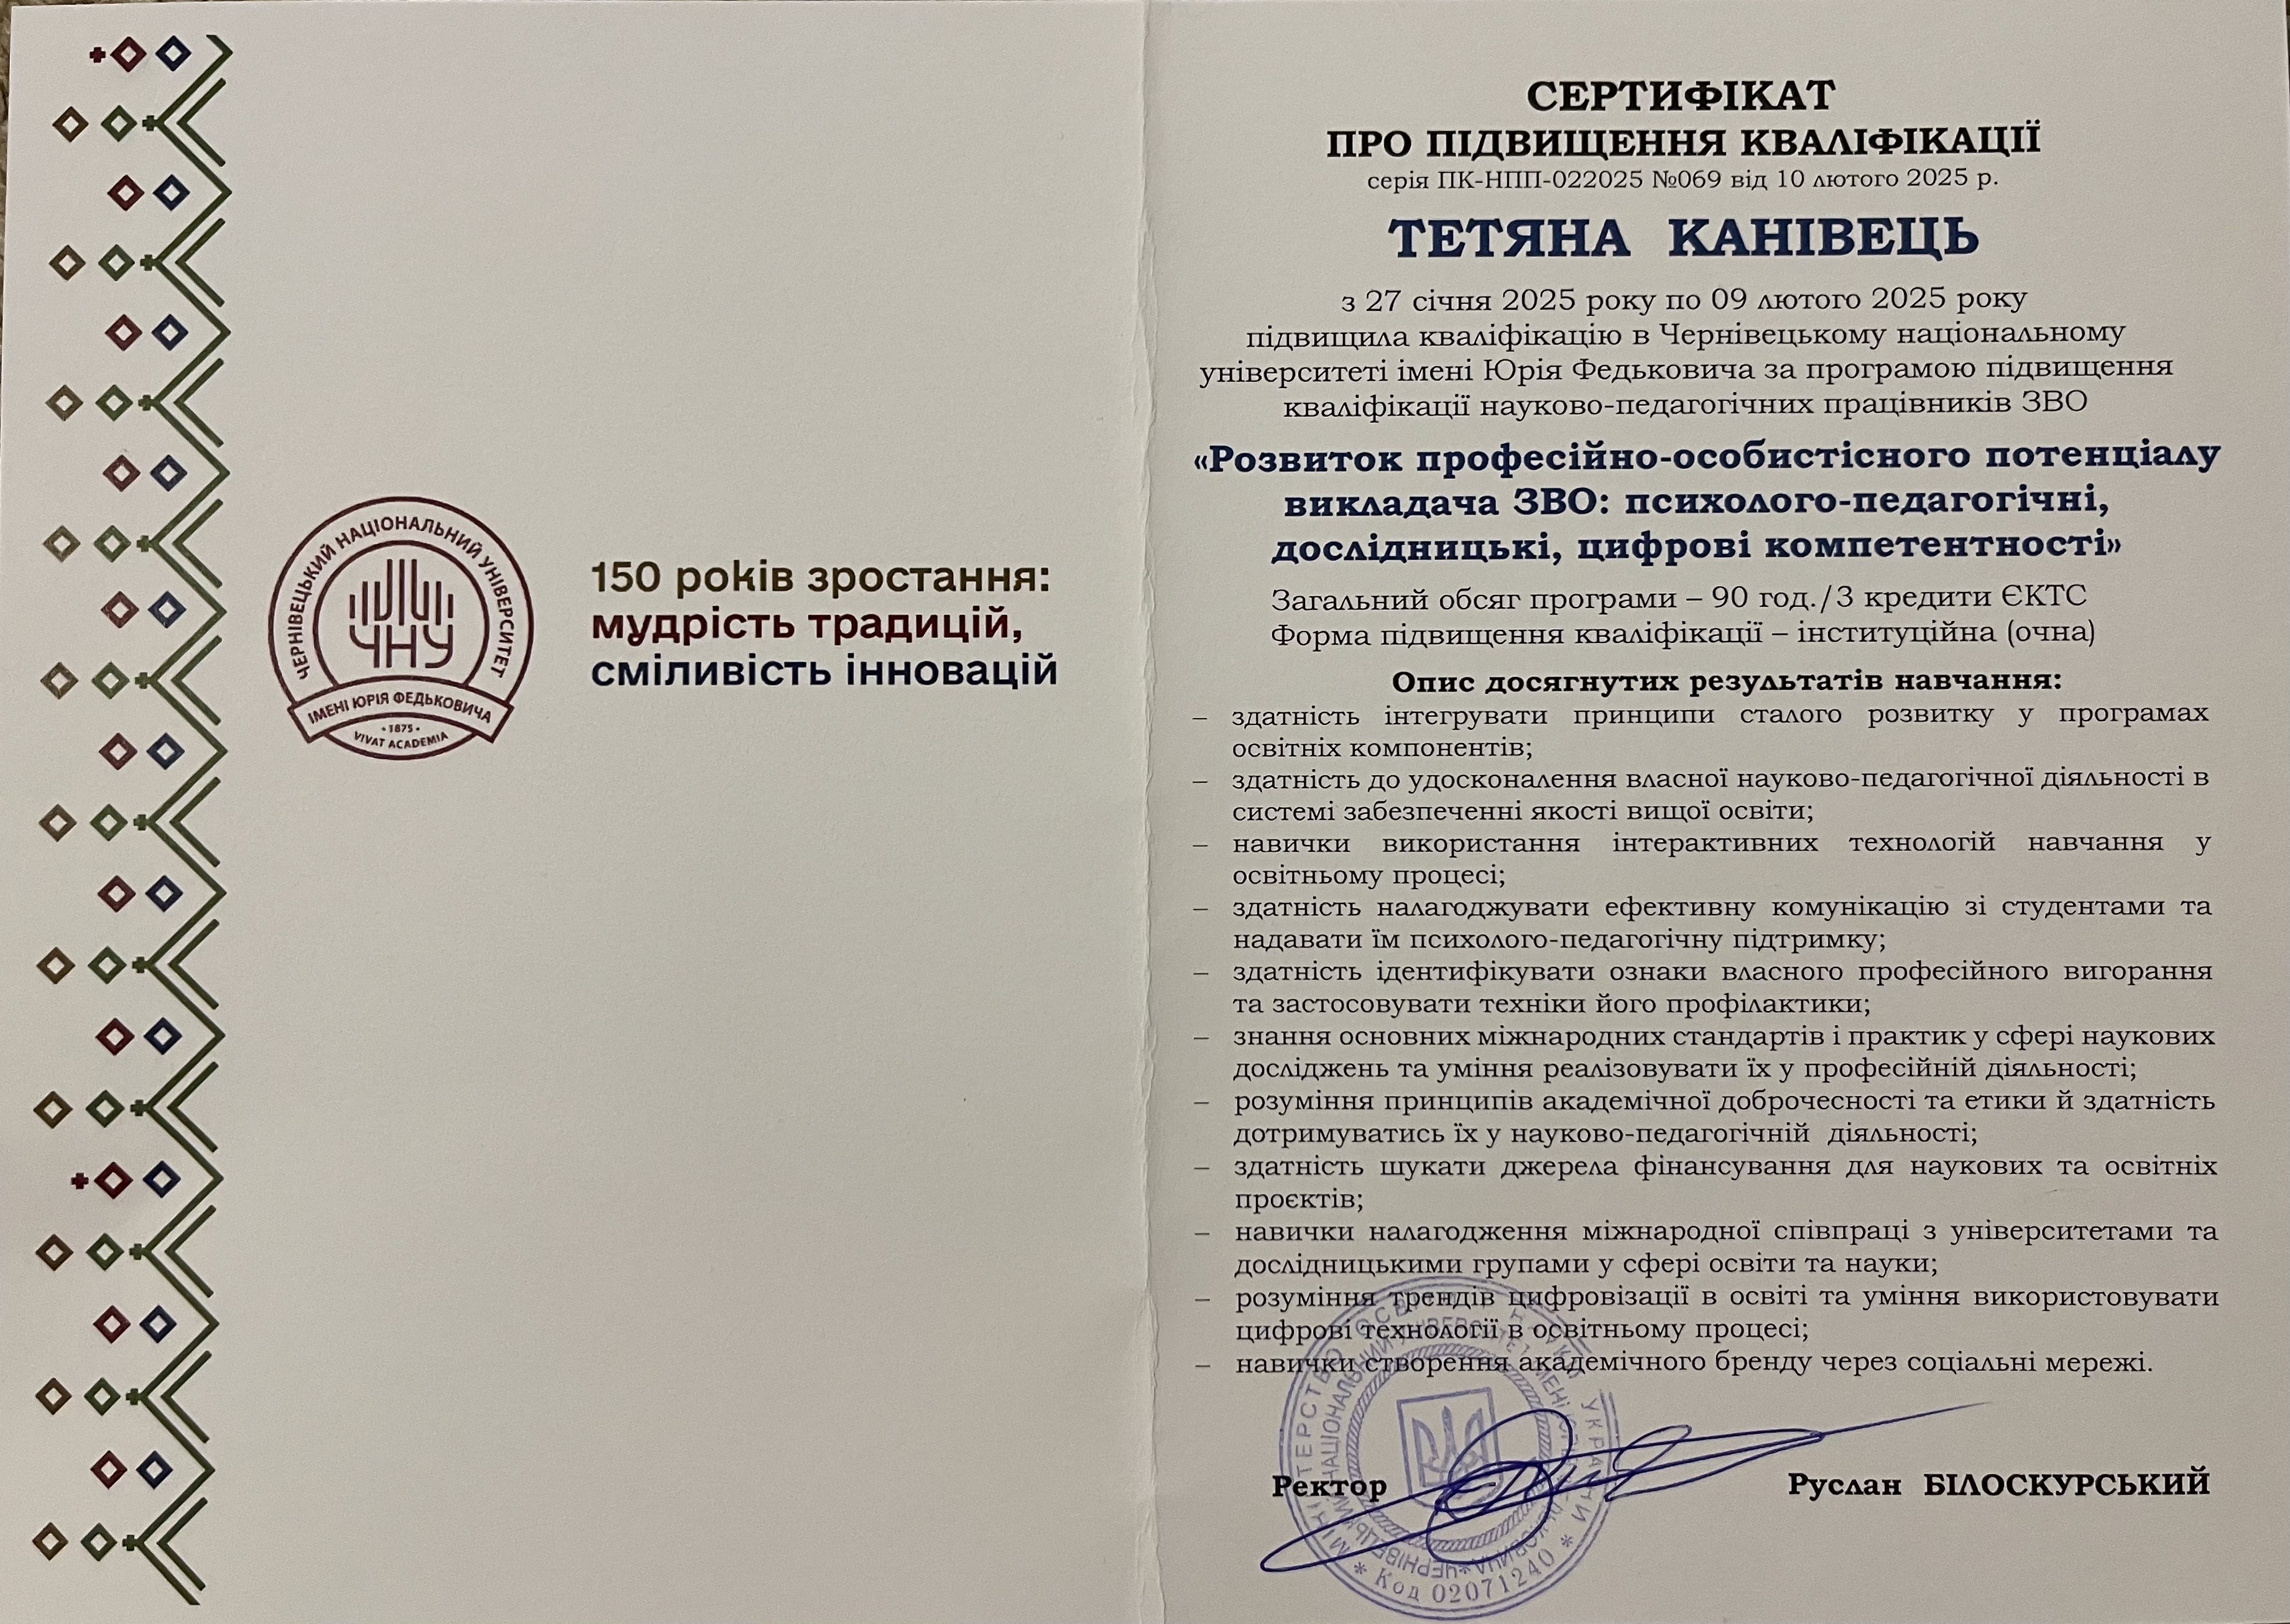 ЧЕРНІВЕЦЬКИЙ НАЦІОНАЛЬНИЙ УНІВЕРСИТЕТ
ЧНУ
ІМЕНІ ЮРІЯ ФЕДЬКОВИЧА
• 1875 •
VIVAT ACADEMIA
150 років зростання:
мудрість традицій,
сміливість інновацій
СЕРТИФІКАТ
ПРО ПІДВИЩЕННЯ КВАЛІФІКАЦІЇ
серія ПК-НПП-022025 №069 від 10 лютого 2025 р.
ТЕТЯНА КАНІВЕЦЬ
з 27 січня 2025 року по 09 лютого 2025 року
підвищила кваліфікацію в Чернівецькому національному
університеті імені Юрія Федьковича за програмою підвищення
кваліфікації науково-педагогічних працівників ЗВО
«Розвиток професійно-особистісного потенціалу
викладача ЗВО: психолого-педагогічні,
дослідницькі, цифрові компетентності»
Загальний обсяг програми – 90 год./3 кредити ЄКТС
Форма підвищення кваліфікації – інституційна (очна)
Опис досягнутих результатів навчання:
– здатність інтегрувати принципи сталого розвитку у програмах
освітніх компонентів;
– здатність до удосконалення власної науково-педагогічної діяльності в
системі забезпеченні якості вищої освіти;
– навички використання інтерактивних технологій навчання у
освітньому процесі;
– здатність налагоджувати ефективну комунікацію зі студентами та
надавати їм психолого-педагогічну підтримку;
– здатність ідентифікувати ознаки власного професійного вигорання
та застосовувати техніки його профілактики;
– знання основних міжнародних стандартів і практик у сфері наукових
досліджень та уміння реалізовувати їх у професійній діяльності;
– розуміння принципів академічної доброчесності та етики й здатність
дотримуватись їх у науково-педагогічній діяльності;
– здатність шукати джерела фінансування для наукових та освітніх
проєктів;
– навички налагодження міжнародної співпраці з університетами та
дослідницькими групами у сфері освіти та науки;
– розуміння трендів цифровізації в освіті та уміння використовувати
цифрові технології в освітньому процесі;
– навички створення академічного бренду через соціальні мережі.
Ректор
Руслан БІЛОСКУРСЬКИЙ
УКРАЇНИ
* Код 02071240 *